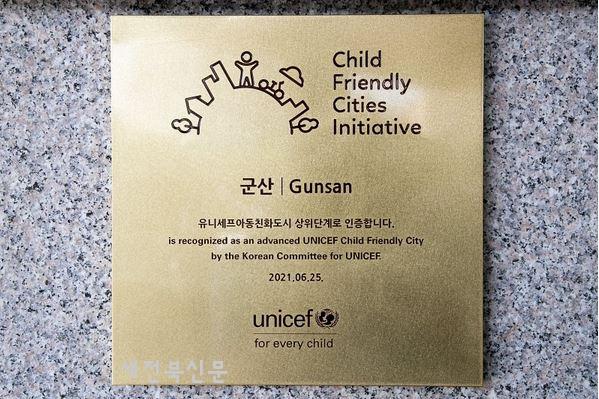 Child
Friendly
Cities
Initiative
군산 | Gunsan
유니세프아동친화도시 상위단계로 인증합니다.
is recognized as an advanced UNICEF Child Friendly City
by the Korean Committee for UNICEF.
2021.06.25.
unicef
for every child
새전북신문